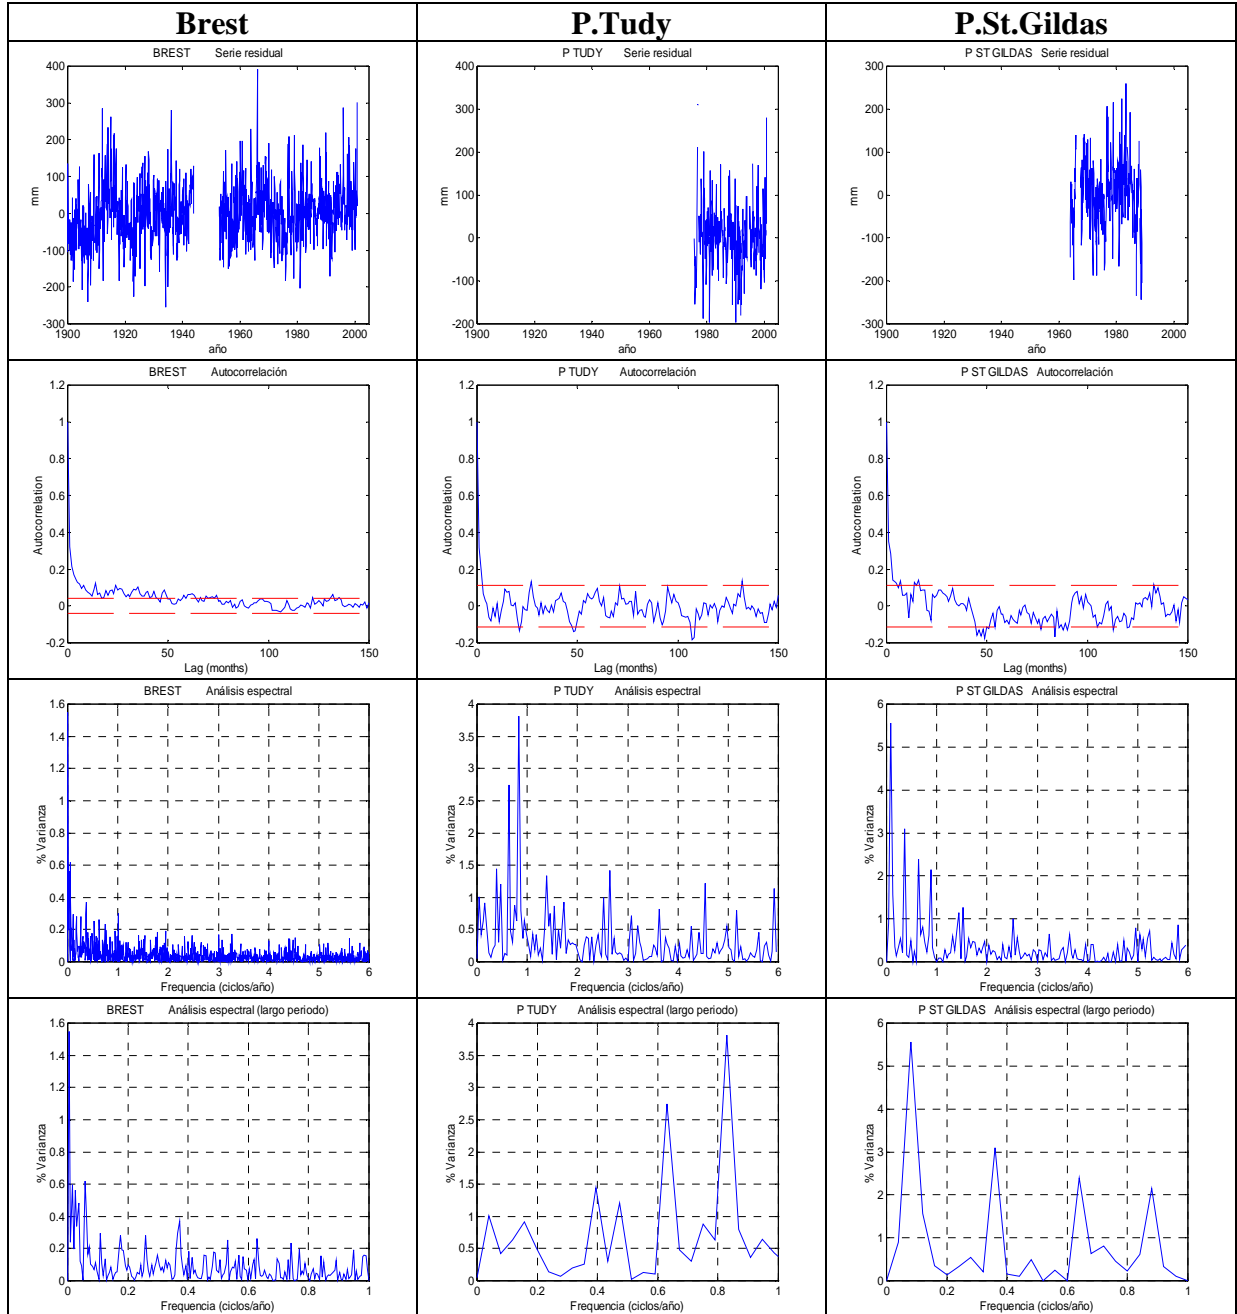 Brest
P.Tudy
P.St.Gildas
BREST Serie residual
400
300
200
100
0
-100
-200
-300
mm
1900 1920 1940 1960 1980 2000
año
P TUDY Serie residual
400
300
200
100
0
-100
-200
mm
1900 1920 1940 1960 1980 2000
año
P ST GILDAS Serie residual
300
200
100
0
-100
-200
-300
mm
1900 1920 1940 1960 1980 2000
año
BREST Autocorrelación
1.2
1
0.8
0.6
0.4
0.2
0
-0.2
Autocorrelation
0 50 100 150
Lag (months)
P TUDY Autocorrelación
1.2
1
0.8
0.6
0.4
0.2
0
-0.2
Autocorrelation
0 50 100 150
Lag (months)
P ST GILDAS Autocorrelación
1.2
1
0.8
0.6
0.4
0.2
0
-0.2
Autocorrelation
0 50 100 150
Lag (months)
BREST Análisis espectral
1.6
1.4
1.2
1
0.8
0.6
0.4
0.2
0
% Varianza
0 1 2 3 4 5 6
Frequencia (ciclos/año)
P TUDY Análisis espectral
4
3.5
3
2.5
2
1.5
1
0.5
0
% Varianza
0 1 2 3 4 5 6
Frequencia (ciclos/año)
P ST GILDAS Análisis espectral
6
5
4
3
2
1
0
% Varianza
0 1 2 3 4 5 6
Frequencia (ciclos/año)
BREST Análisis espectral (largo periodo)
1.6
1.4
1.2
1
0.8
0.6
0.4
0.2
0
% Varianza
0 0.2 0.4 0.6 0.8 1
Frequencia (ciclos/año)
P TUDY Análisis espectral (largo periodo)
4
3.5
3
2.5
2
1.5
1
0.5
0
% Varianza
0 0.2 0.4 0.6 0.8 1
Frequencia (ciclos/año)
P ST GILDAS Análisis espectral (largo periodo)
6
5
4
3
2
1
0
% Varianza
0 0.2 0.4 0.6 0.8 1
Frequencia (ciclos/año)